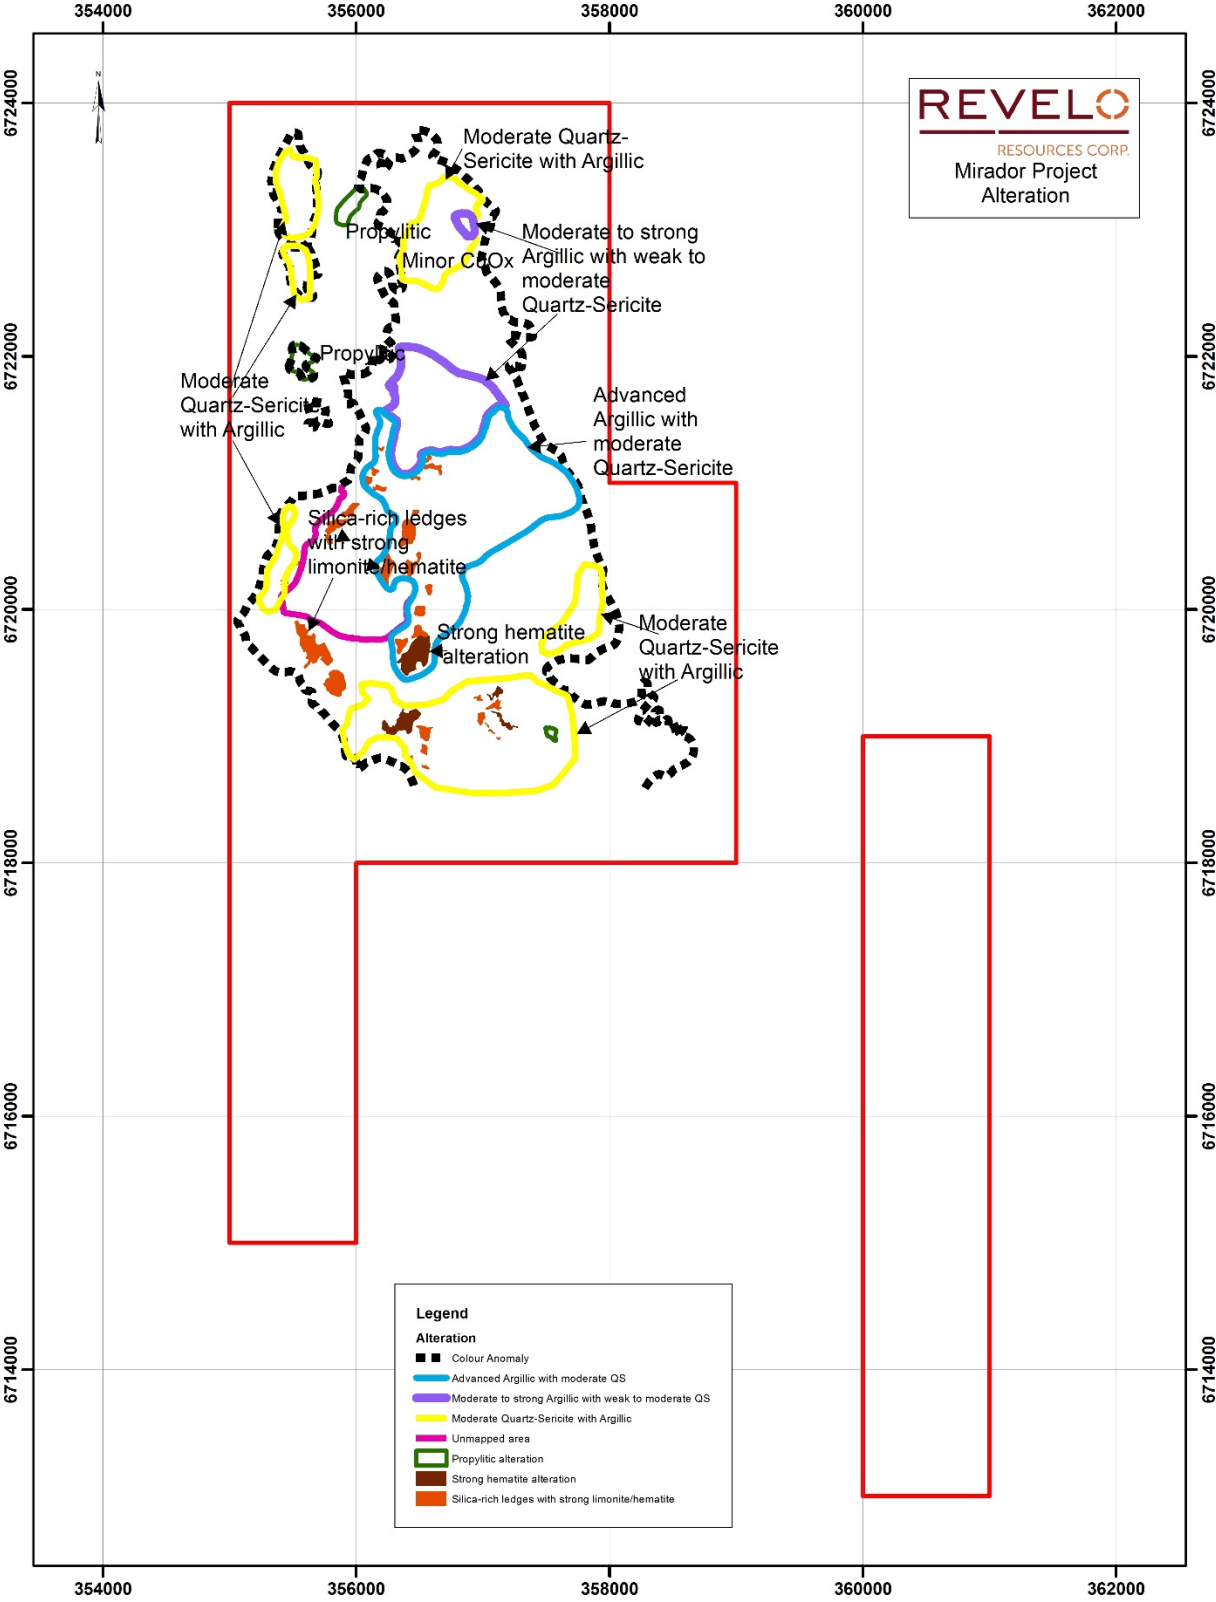 354000
356000
358000
360000
362000
6724000
6724000
N
REVELO
RESOURCES CORP.
Mirador Project
Alteration
Moderate Quartz-
Sericite with Argillic
Propylitic
Minor CuOx
Moderate to strong
Argillic with weak to
moderate
Quartz-Sericite
6722000
6722000
Propylitic
Moderate
Quartz-Sericite
with Argillic
Advanced
Argillic with
moderate
Quartz-Sericite
Silica-rich ledges
with strong
limonite/hematite
6720000
6720000
Strong hematite
alteration
Moderate
Quartz-Sericite
with Argillic
6718000
6718000
6716000
6716000
6714000
6714000
Legend
Alteration
Colour Anomaly
Advanced Argillic with moderate QS
Moderate to strong Argillic with weak to moderate QS
Moderate Quartz-Sericite with Argillic
Unmapped area
Propylitic alteration
Strong hematite alteration
Silica-rich ledges with strong limonite/hematite
354000
356000
358000
360000
362000